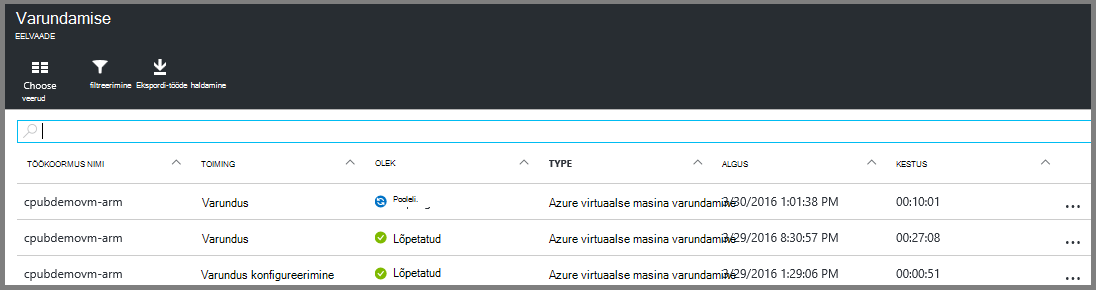 Varundamise
EELVAADE
Choose
veerud
filtreerimine
Ekspordi-tööde haldamine
TÖÖKOORMUS NIMI TOIMING OLEK TYPE ALGUS KESTUS
cpubdemovm-arm Varundus Pooleli. Azure virtuaalse masina varundamine 3/30/2016 1:01:38 PM 00:10:01 ...
cpubdemovm-arm Varundus Lõpetatud Azure virtuaalse masina varundamine 3/29/2016 8:30:57 PM 00:27:08 ...
cpubdemovm-arm Varundus konfigureerimine Lõpetatud Azure virtuaalse masina varundamine 3/29/2016 1:29:06 PM 00:00:51 ...